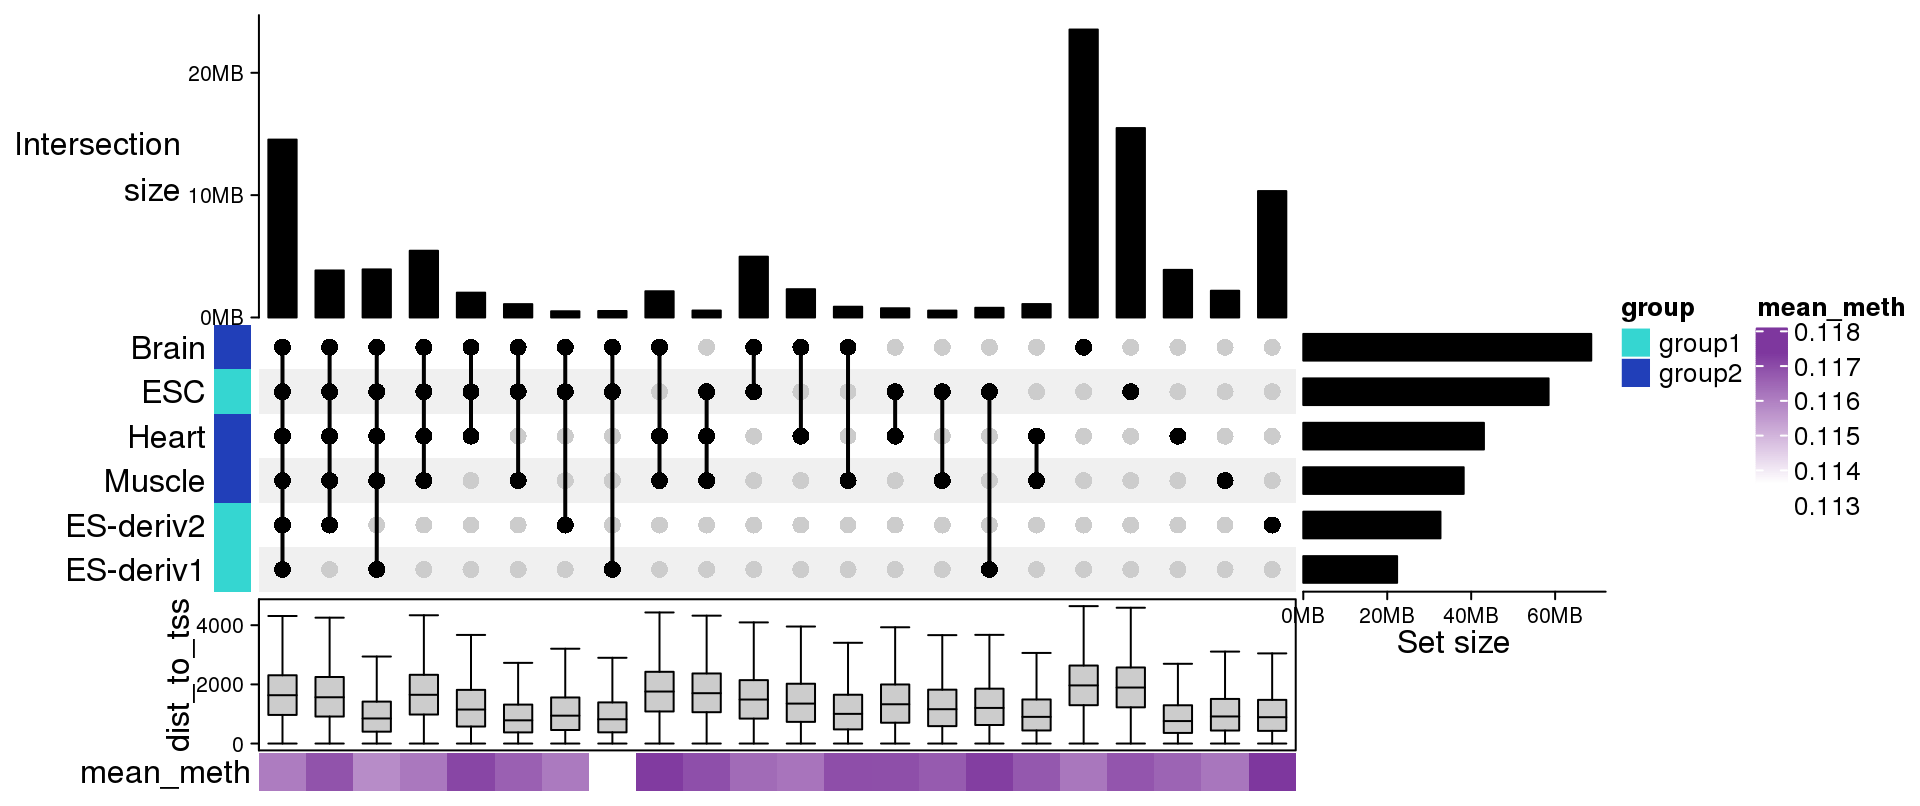 20MB
Intersection
size
10MB
0MB
Brain
ESC
Heart
Muscle
ES-deriv2
ES-deriv1
group
group1
group2
mean_meth
0.118
0.117
0.116
0.115
0.114
0.113
0MB
20MB
40MB
60MB
Set size
dist_to_tss
4000
2000
0
mean_meth